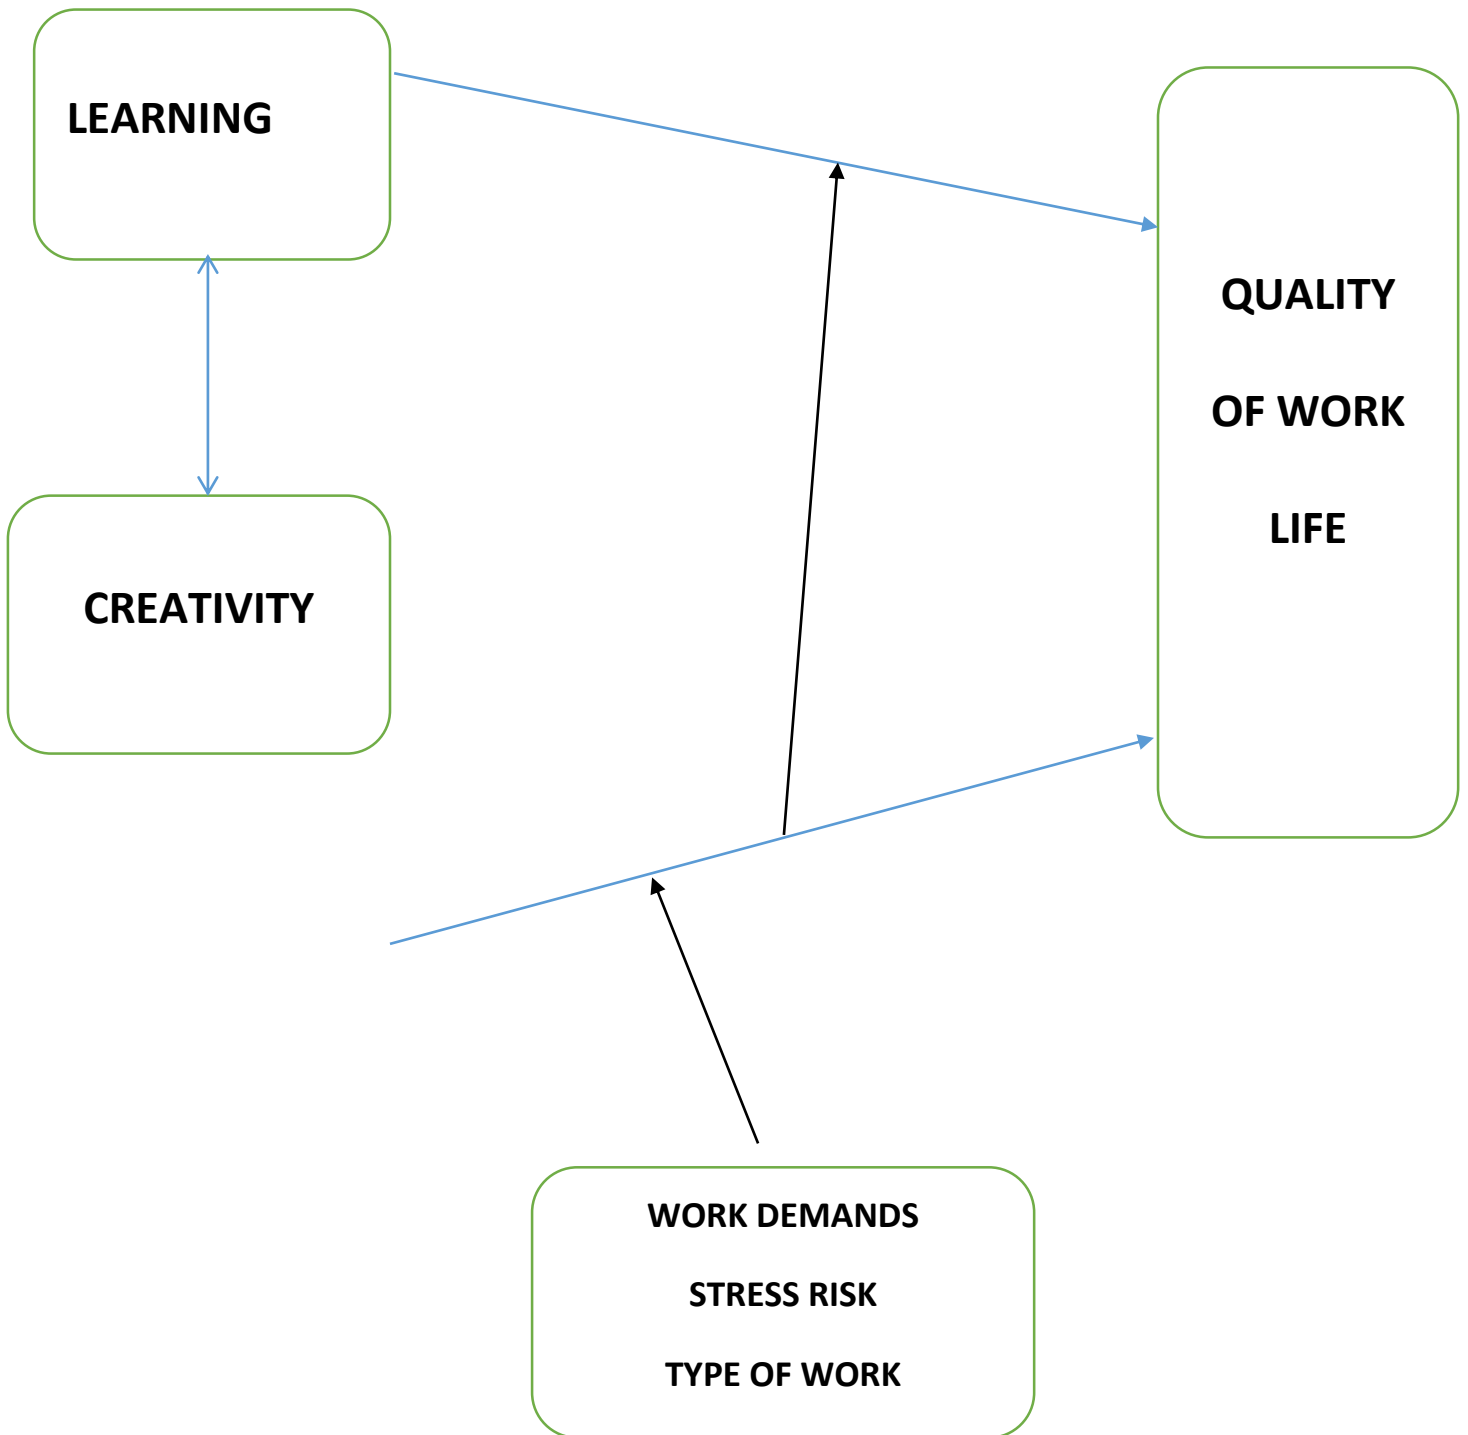 LEARNING
QUALITY
OF WORK
LIFE
CREATIVITY
WORK DEMANDS
STRESS RISK
TYPE OF WORK